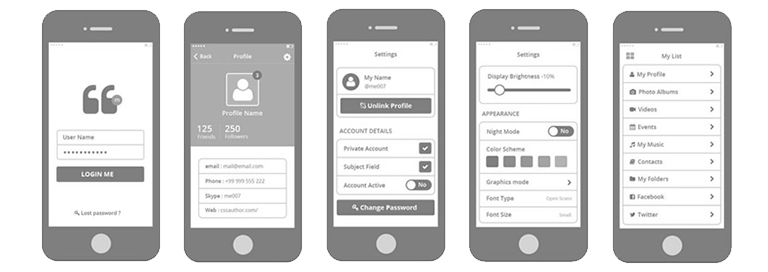 User Name
LOGIN ME
Lost password ?
Back
Profile
3
Profile Name
125
Friends
250
Followers
email : mail@email.com
Phone : +99 999 555 222
Skype : me007
Web : cssauthor.com/
Settings
My Name
@me007
Unlink Profile
ACCOUNT DETAILS
Private Account
Subject Field
Account Active
No
Change Password
Settings
Display Brightness -10%
APPEARANCE
Night Mode
No
Color Scheme
Graphics mode
Font Type
Open Scans
Font Size
Small
My List
My Profile
Photo Albums
Videos
Events
My Music
Contacts
My Folders
Facebook
Twitter